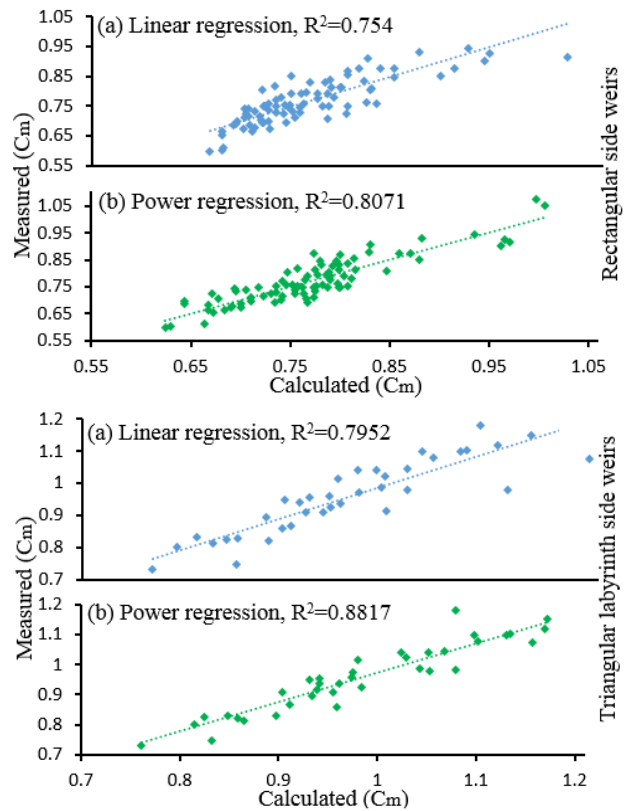 (a) Linear regression, R²=0.754
1.05
0.95
0.85
0.75
0.65
0.55
(b) Power regression, R²=0.8071
1.05
0.95
0.85
0.75
0.65
0.55
0.55 0.65 0.75 0.85 0.95 1.05
Calculated (Cm)
Measured (Cm)
Rectangular side weirs
(a) Linear regression, R²=0.7952
1.2
1.1
1
0.9
0.8
0.7
(b) Power regression, R²=0.8817
1.2
1.1
1
0.9
0.8
0.7
0.7 0.8 0.9 1 1.1 1.2
Calculated (Cm)
Measured (Cm)
Triangular labyrinth side weirs